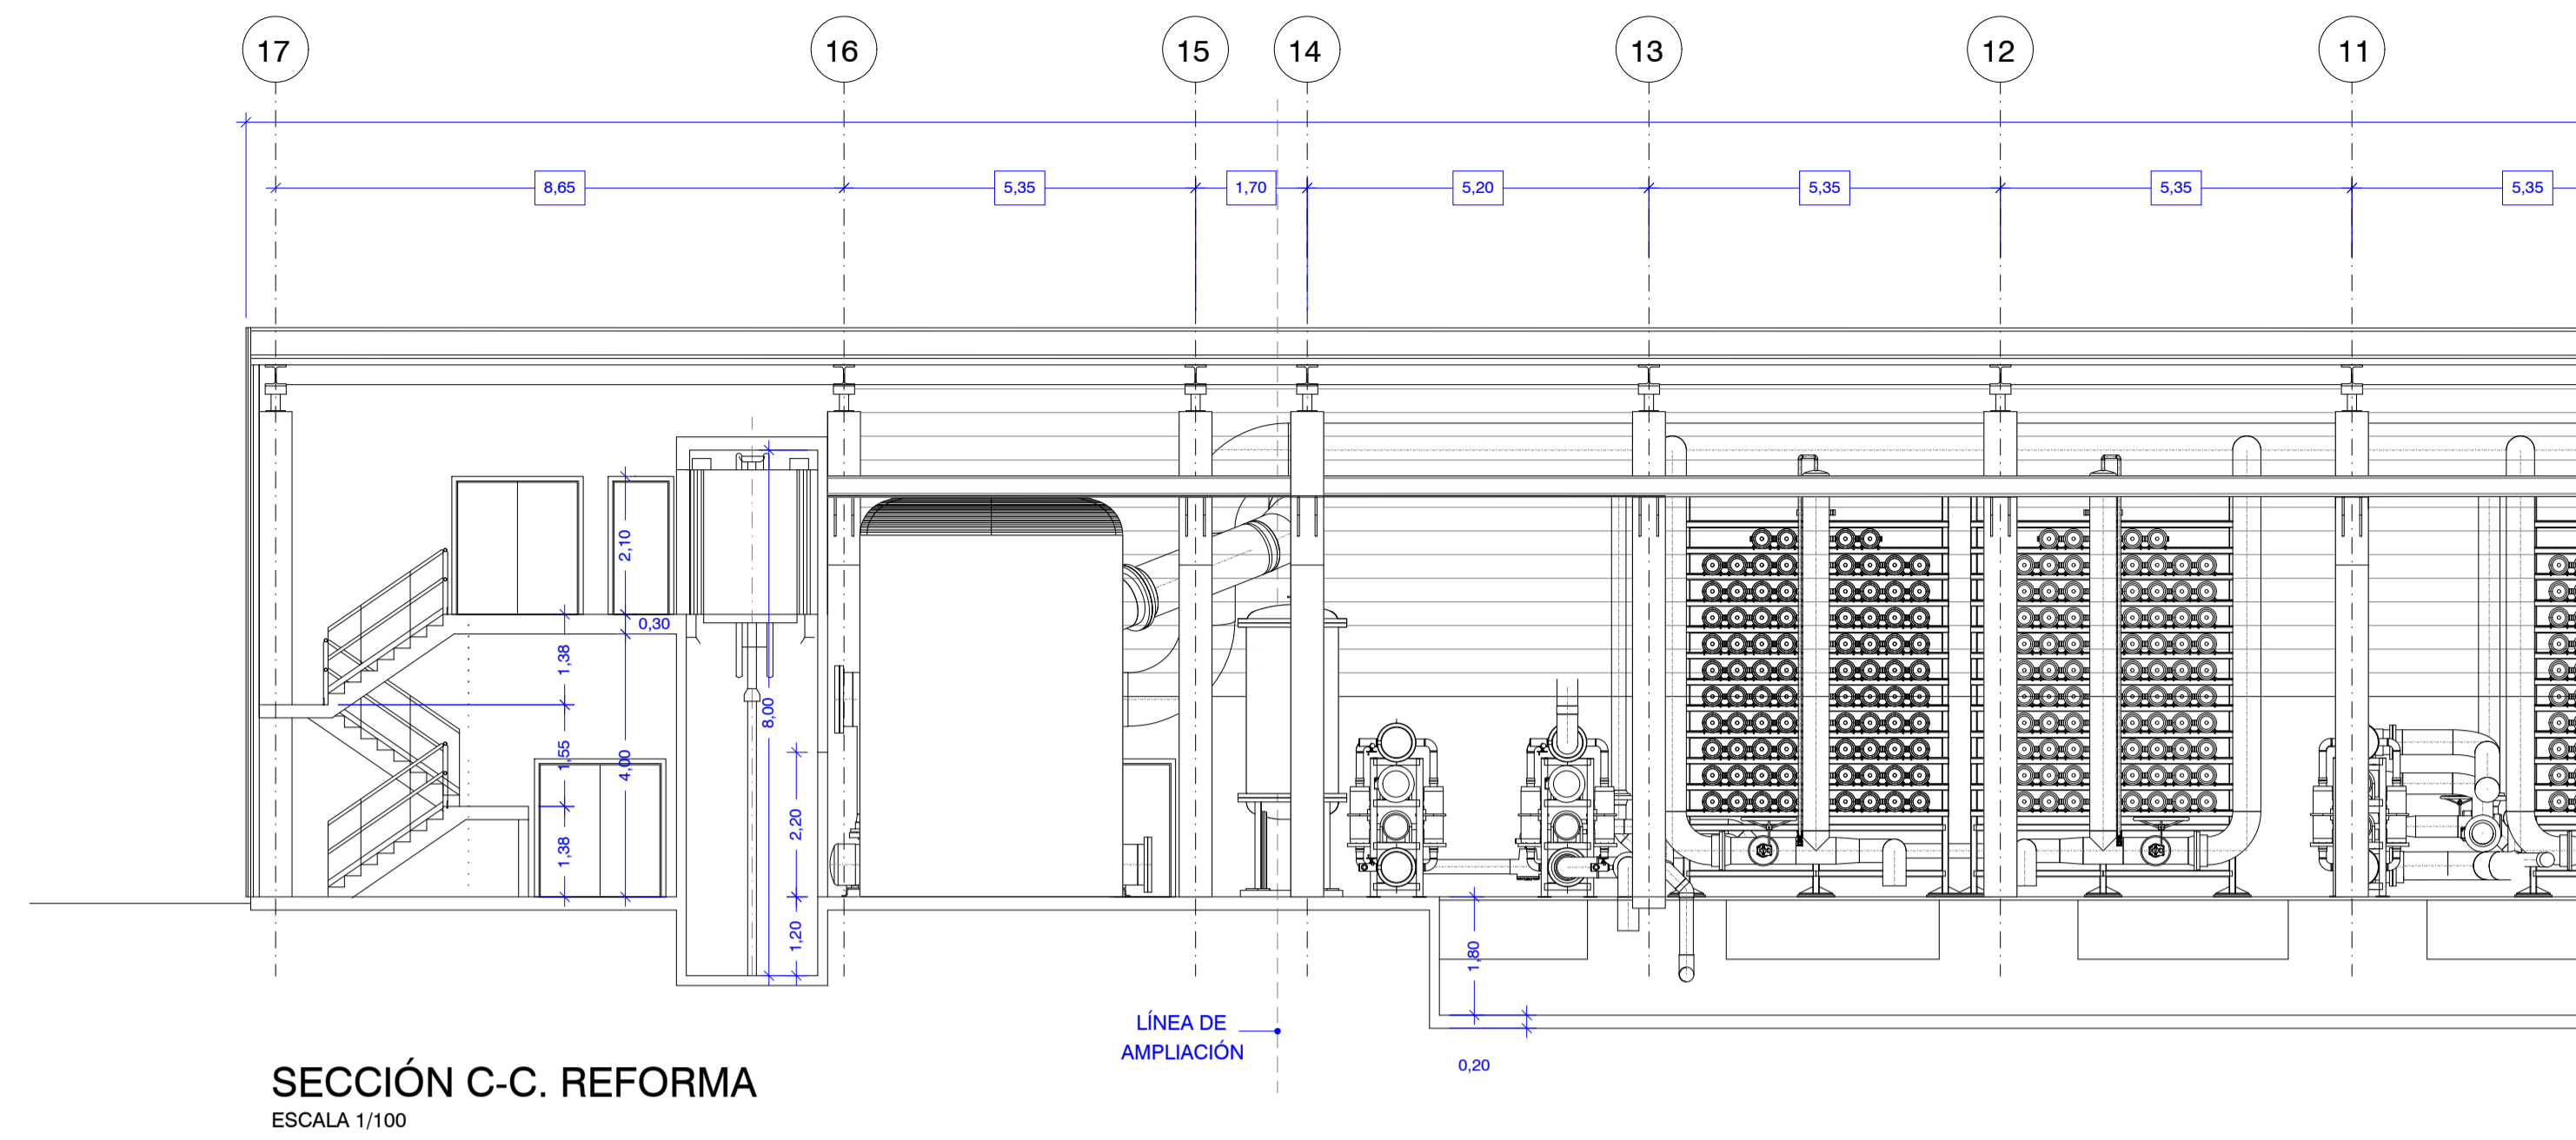 17 16 15 14 13 12 11
8,65 5,35 1,70 5,20 5,35 5,35 5,35
2,10
0,30
1,38
8,00
1,55
4,00
2,20
1,38
1,20
1,80
0,20
LÍNEA DE
AMPLIACIÓN
SECCIÓN C-C. REFORMA
ESCALA 1/100